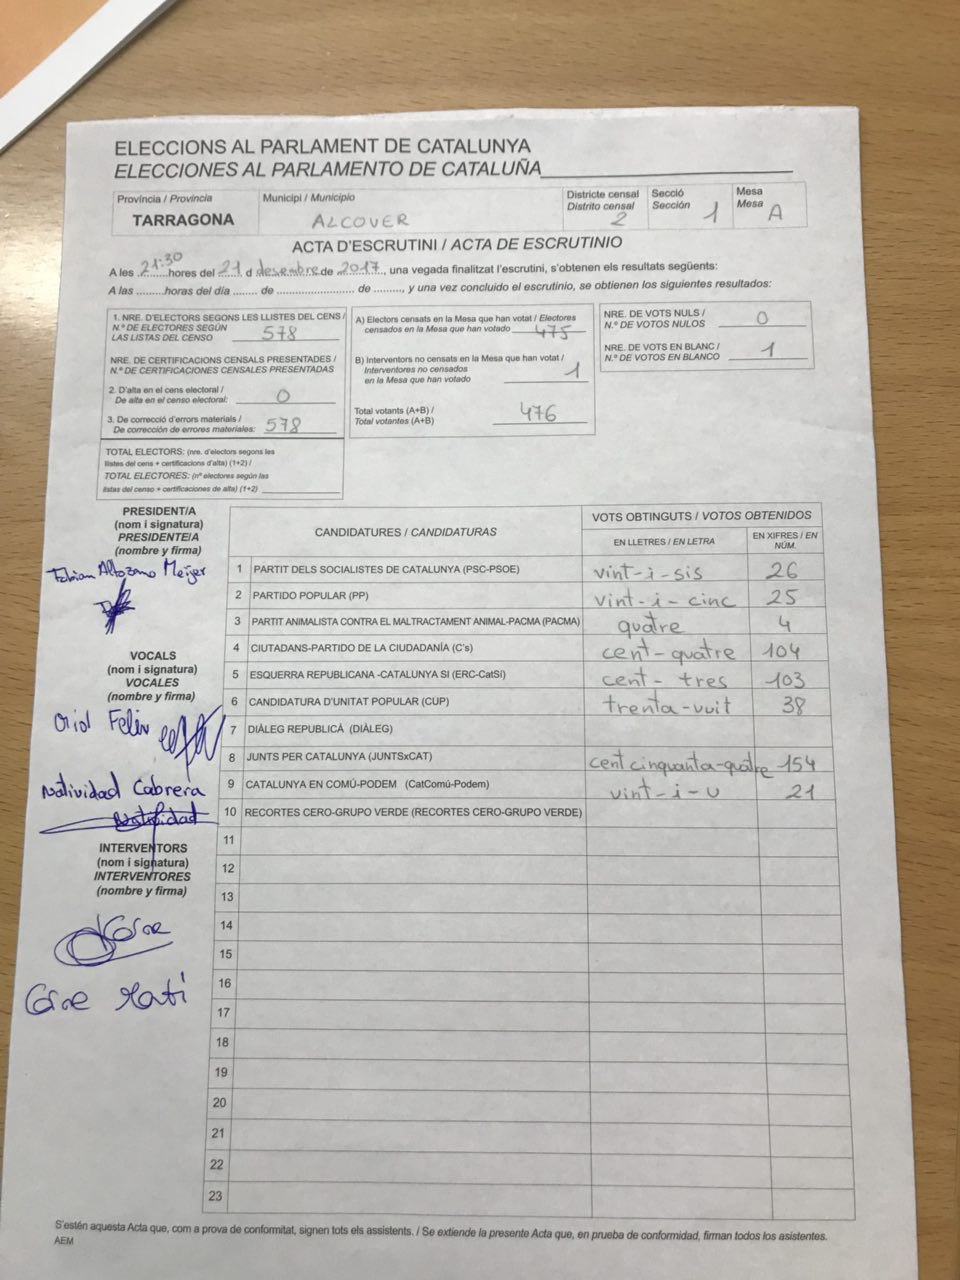 ELECCIONS AL PARLAMENT DE CATALUNYA
ELECCIONES AL PARLAMENTO DE CATALUÑA
Província / Provincia
TARRAGONA
Municipi / Municipio
ALCOVER
Districte censal
Distrito censal
2
Secció
Sección
1
Mesa
Mesa
A
ACTA D'ESCRUTINI / ACTA DE ESCRUTINIO
A les 21:30 hores del 21 d desembre de 2017, una vegada finalitzat l'escrutini, s'obtenen els resultats següents:
A las .........horas del día ....... de ............................ de ........., y una vez concluido el escrutinio, se obtienen los siguientes resultados:
1. NRE. D'ELECTORS SEGONS LES LLISTES DEL CENS /
N.º DE ELECTORES SEGÚN
LAS LISTAS DEL CENSO 578
NRE. DE CERTIFICACIONS CENSALS PRESENTADES /
N.º DE CERTIFICACIONES CENSALES PRESENTADAS
2. D'alta en el cens electoral /
De alta en el censo electoral: 0
3. De correcció d'errors materials /
De corrección de errores materiales: 578
TOTAL ELECTORS: (nre. d'electors segons les
llistes del cens + certificacions d'alta) (1+2) /
TOTAL ELECTORES: (nº electores según las
listas del censo + certificaciones de alta) (1+2)
A) Electors censats en la Mesa que han votat / Electores
censados en la Mesa que han votado 475
B) Interventors no censats en la Mesa que han votat /
Interventores no censados
en la Mesa que han votado 1
Total votants (A+B) /
Total votantes (A+B) 476
NRE. DE VOTS NULS /
N.º DE VOTOS NULOS 0
NRE. DE VOTS EN BLANC /
N.º DE VOTOS EN BLANCO 1
PRESIDENT/A
(nom i signatura)
PRESIDENTE/A
(nombre y firma)
Fabian Altozano Meijer
VOCALS
(nom i signatura)
VOCALES
(nombre y firma)
Oriol Felix
Natividad Cabrera
Natividad
INTERVENTORS
(nom i signatura)
INTERVENTORES
(nombre y firma)
CANDIDATURES / CANDIDATURAS
VOTS OBTINGUTS / VOTOS OBTENIDOS
EN LLETRES / EN LETRA
EN XIFRES / EN NÚM.
1 PARTIT DELS SOCIALISTES DE CATALUNYA (PSC-PSOE) vint-i-sis 26
2 PARTIDO POPULAR (PP) vint-i-cinc 25
3 PARTIT ANIMALISTA CONTRA EL MALTRACTAMENT ANIMAL-PACMA (PACMA) quatre 4
4 CIUTADANS-PARTIDO DE LA CIUDADANÍA (C's) cent-quatre 104
5 ESQUERRA REPUBLICANA -CATALUNYA SI (ERC-CatSí) cent-tres 103
6 CANDIDATURA D'UNITAT POPULAR (CUP) trenta-vuit 38
7 DIÀLEG REPUBLICÀ (DIÀLEG)
8 JUNTS PER CATALUNYA (JUNTSxCAT) cent cinquanta-quatre 154
9 CATALUNYA EN COMÚ-PODEM (CatComú-Podem) vint-i-u 21
10 RECORTES CERO-GRUPO VERDE (RECORTES CERO-GRUPO VERDE)
11
12
13
14
15
16
17
18
19
20
21
22
23
S'estén aquesta Acta que, com a prova de conformitat, signen tots els assistents. / Se extiende la presente Acta que, en prueba de conformidad, firman todos los asistentes.
AEM